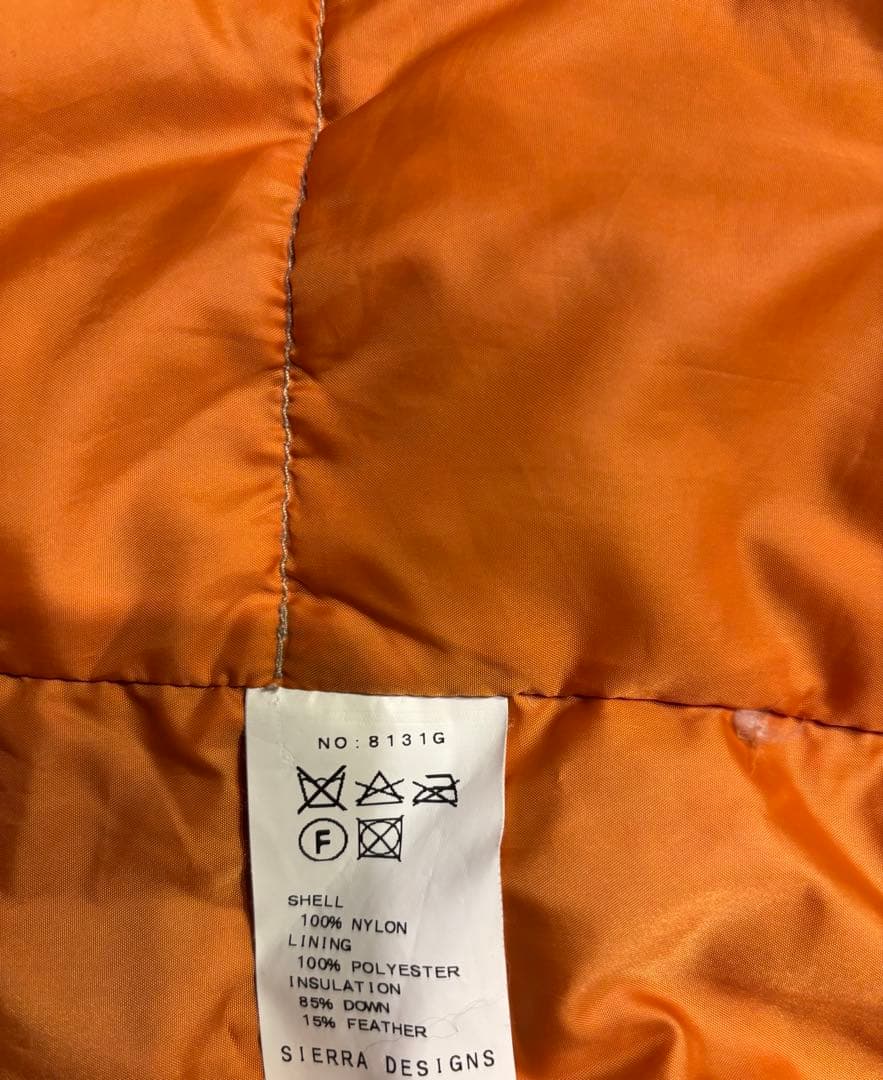 NO: 8131G
F
SHELL
100% NYLON
LINING
100% POLYESTER
INSULATION
85% DOWN
15% FEATHER
SIERRA DESIGNS